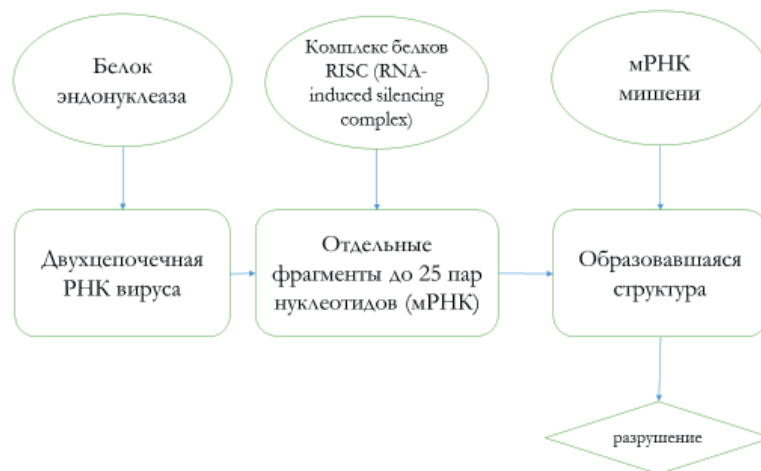 Белок
эндонуклеаза
Комплекс белков
RISC (RNA-
induced silencing
complex)
мРНК
мишени
Двухцепочечная
РНК вируса
Отдельные
фрагменты до 25 пар
нуклеотидов (мРНК)
Образовавшаяся
структура
разрушение